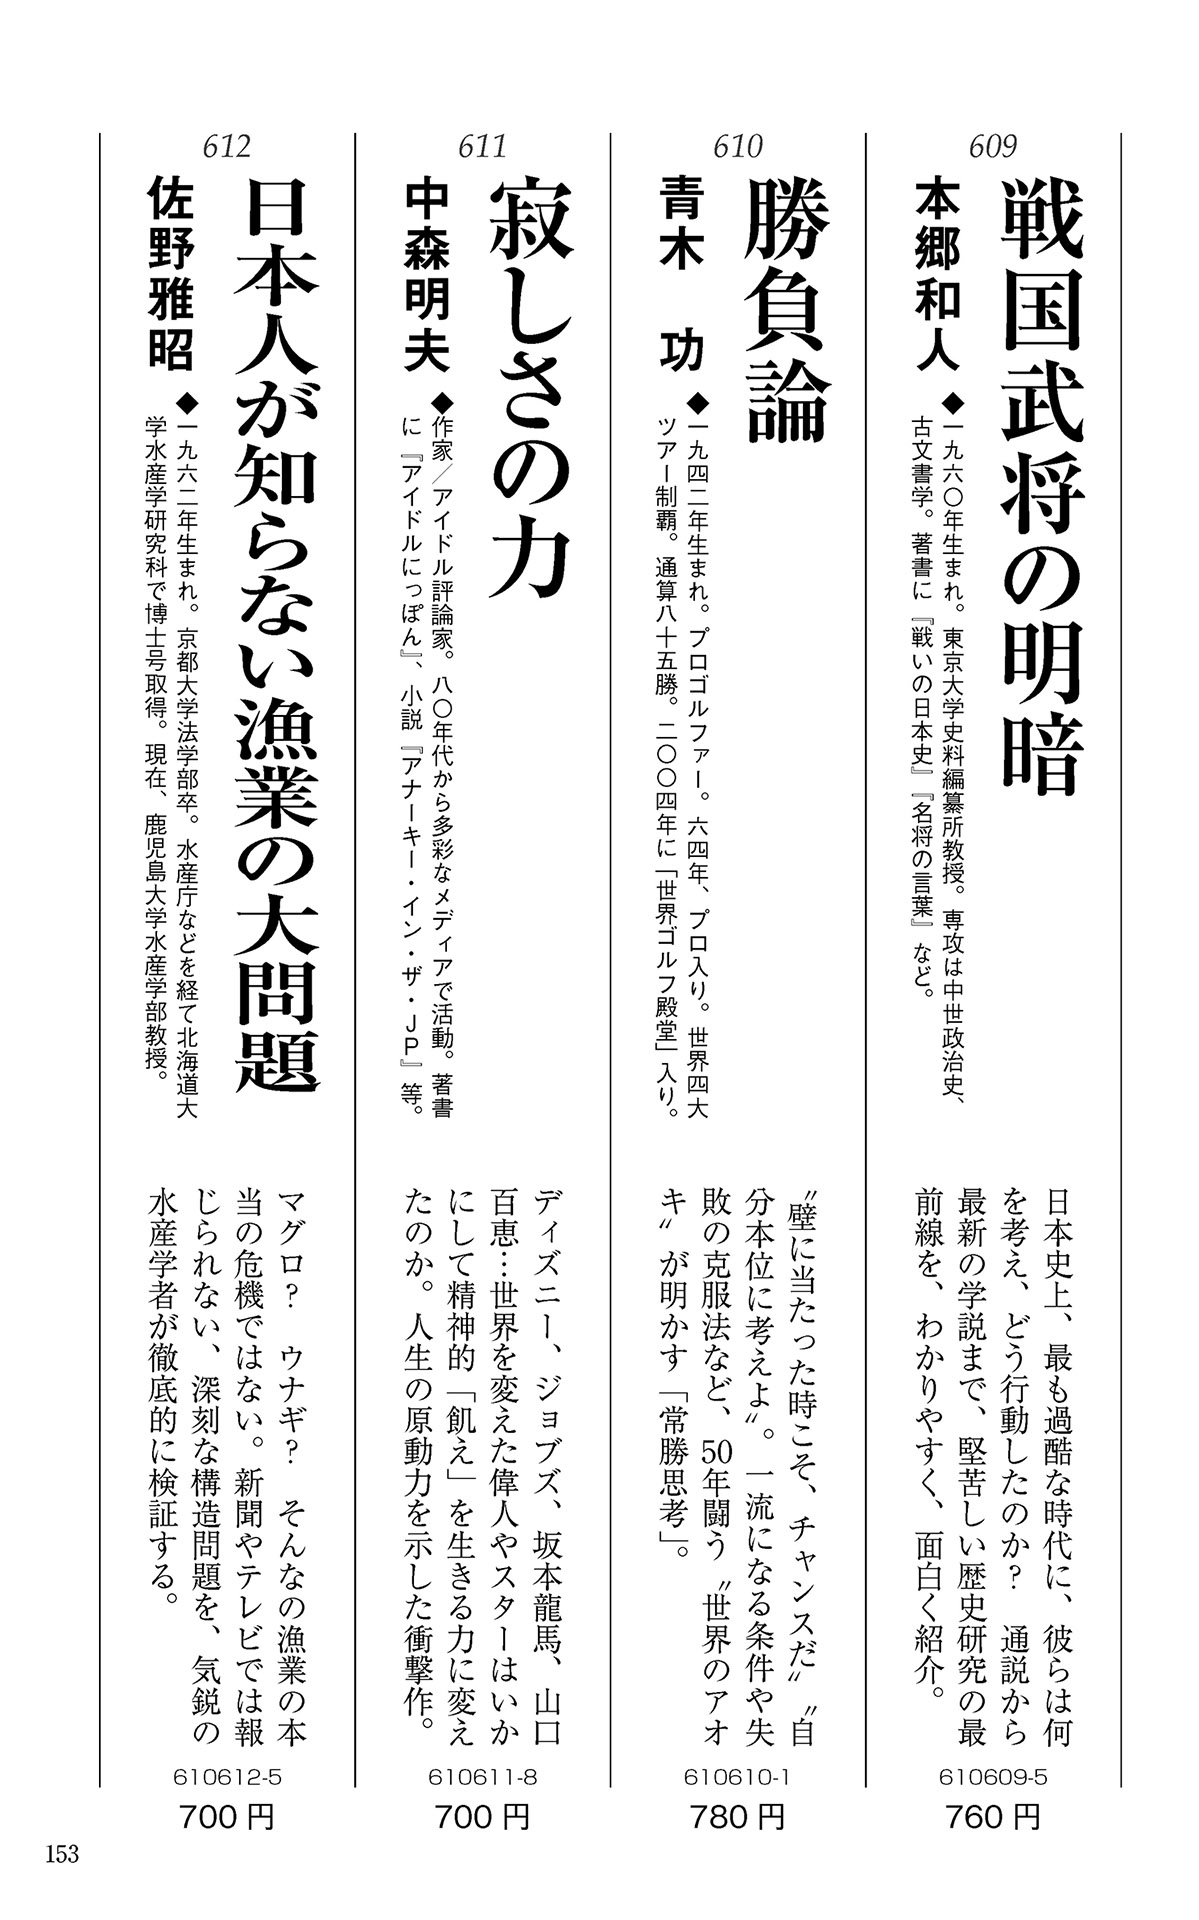 609
戦国武将の明暗
本郷和人
◆一九六〇年生まれ。東京大学史料編纂所教授。専攻は中世政治史、
古文書学。著書に『戦いの日本史』『名将の言葉』など。
日本史上、最も過酷な時代に、彼らは何
を考え、どう行動したのか？　通説から
最新の学説まで、堅苦しい歴史研究の最
前線を、わかりやすく、面白く紹介。
610609-5
760円
610
勝負論
青木　功
◆一九四二年生まれ。プロゴルファー。六四年、プロ入り。世界四大
ツアー制覇。通算八十五勝。二〇〇四年に「世界ゴルフ殿堂」入り。
〝壁に当たった時こそ、チャンスだ〟〝自
分本位に考えよ〟。一流になる条件や失
敗の克服法など、50年闘う〝世界のアオ
キ〟が明かす「常勝思考」。
610610-1
780円
611
寂しさの力
中森明夫
◆作家／アイドル評論家。八〇年代から多彩なメディアで活動。著書
に『アイドルにっぽん』、小説『アナーキー・イン・ザ・ＪＰ』等。
ディズニー、ジョブズ、坂本龍馬、山口
百恵…世界を変えた偉人やスターはいか
にして精神的「飢え」を生きる力に変え
たのか。人生の原動力を示した衝撃作。
610611-8
700円
612
日本人が知らない漁業の大問題
佐野雅昭
◆一九六二年生まれ。京都大学法学部卒。水産庁などを経て北海道大
学水産学研究科で博士号取得。現在、鹿児島大学水産学部教授。
マグロ？　ウナギ？　そんなの漁業の本
当の危機ではない。新聞やテレビでは報
じられない、深刻な構造問題を、気鋭の
水産学者が徹底的に検証する。
610612-5
700円
153